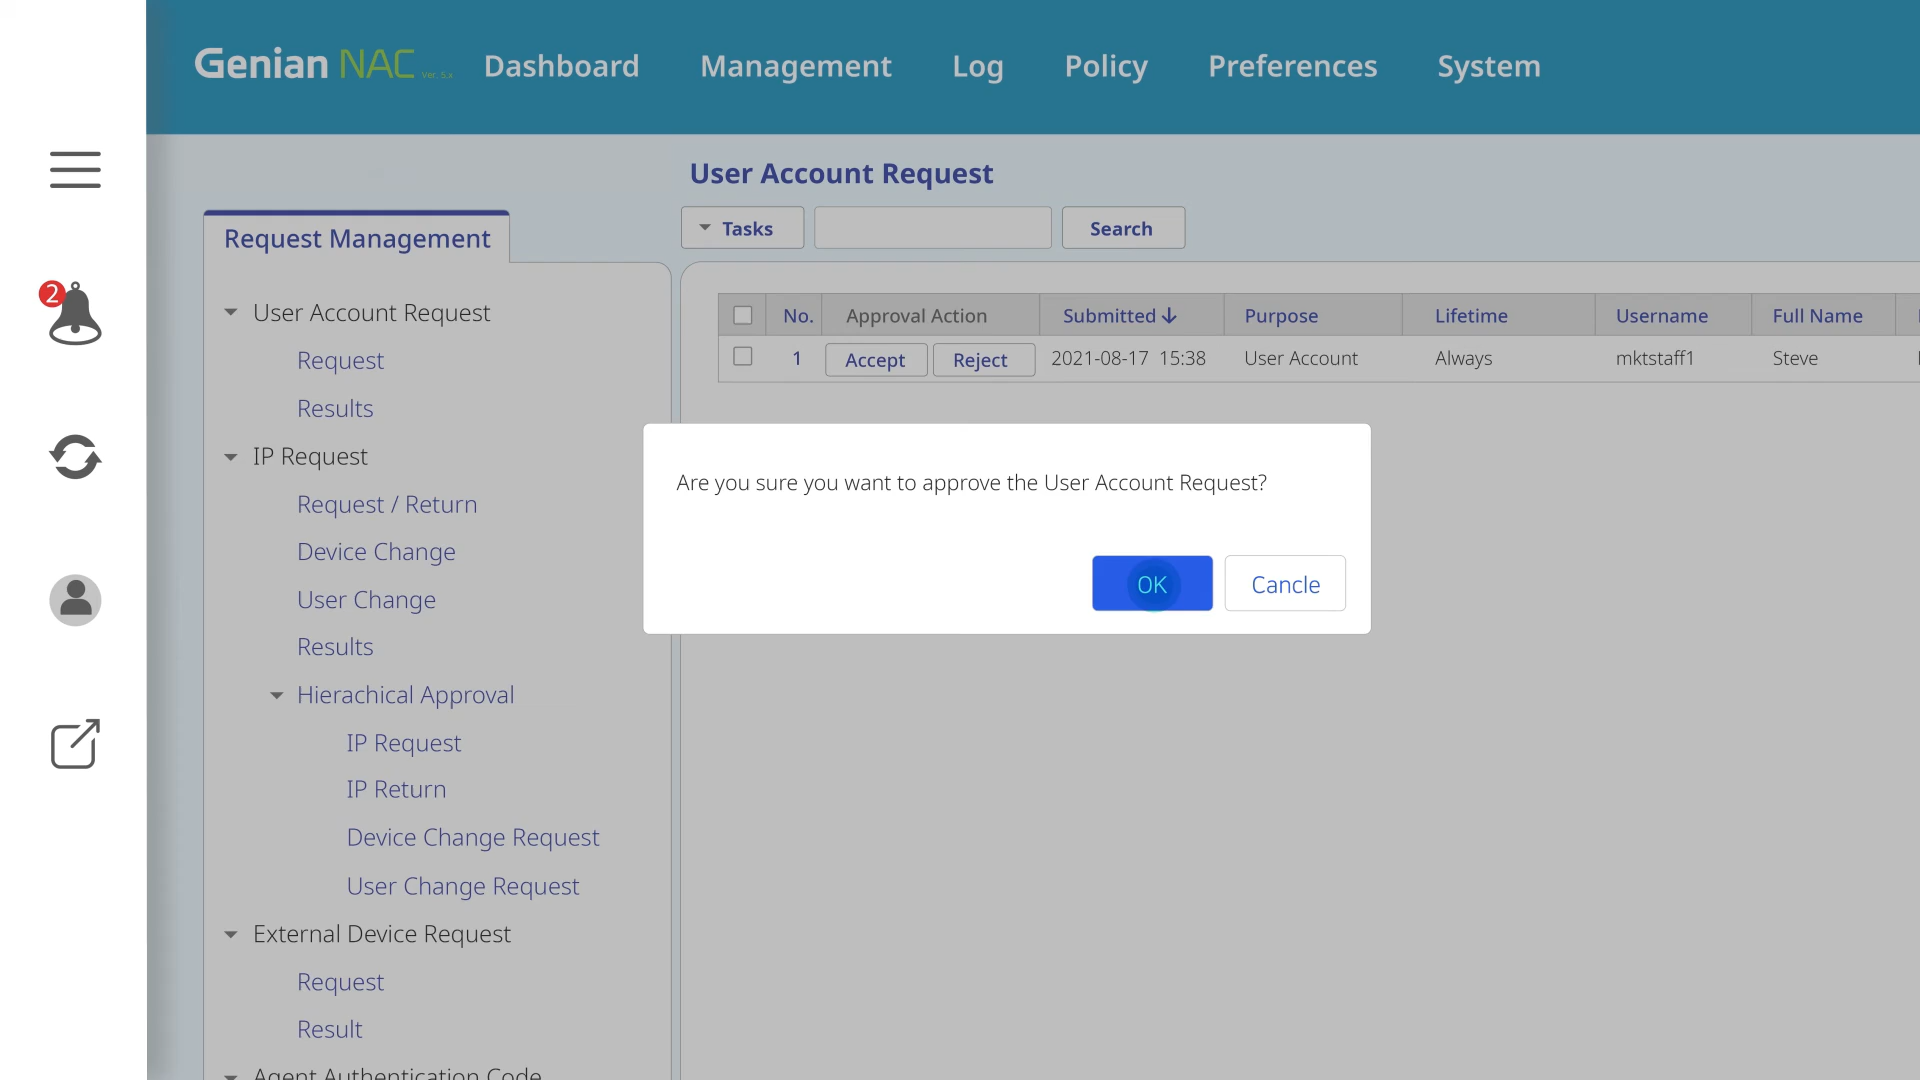 Genian NAC Ver. 5.x
Dashboard
Management
Log
Policy
Preferences
System
2
Request Management
User Account Request
Request
Results
IP Request
Request / Return
Device Change
User Change
Results
Hierachical Approval
IP Request
IP Return
Device Change Request
User Change Request
External Device Request
Request
Result
Agent Authentication Code
User Account Request
Tasks
Search
No. Approval Action Submitted Purpose Lifetime Username Full Name
1 Accept Reject 2021-08-17 15:38 User Account Always mktstaff1 Steve
Are you sure you want to approve the User Account Request?
OK
Cancle